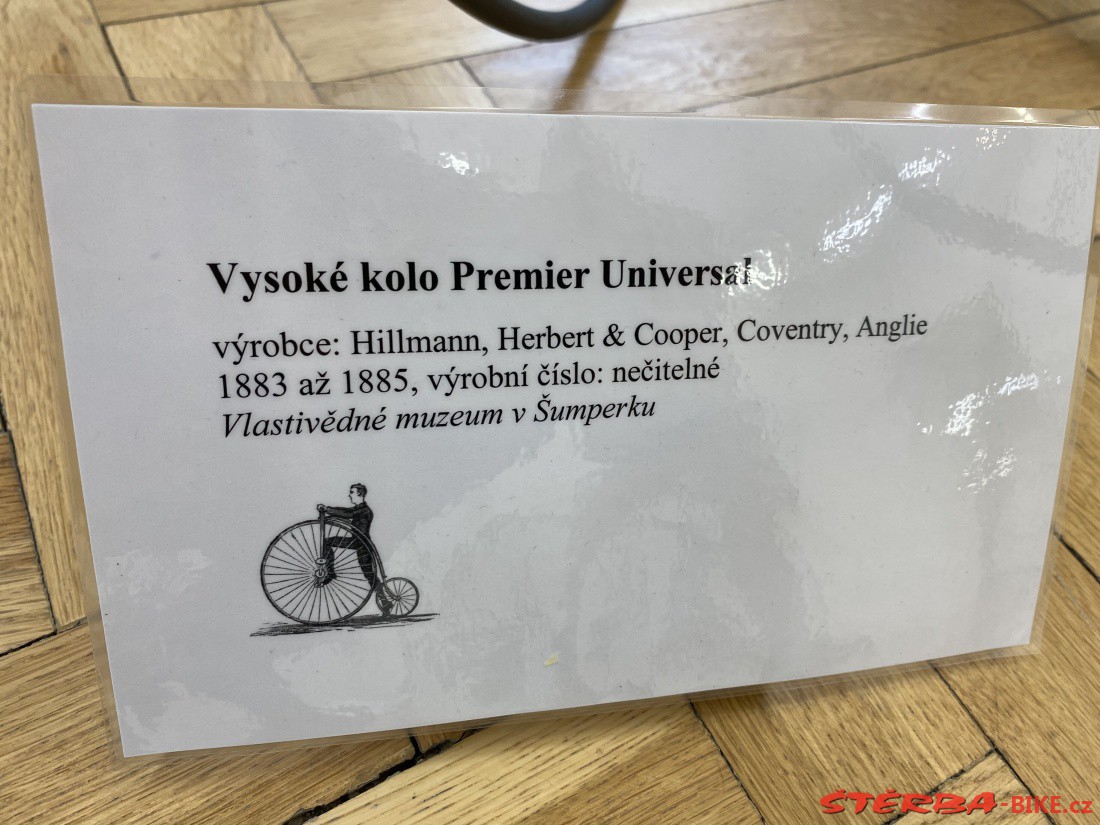 Vysoké kolo Premier Universal
výrobce: Hillmann, Herbert & Cooper, Coventry, Anglie
1883 až 1885, výrobní číslo: nečitelné
Vlastivědné muzeum v Šumperku
ŠTĚRBA-BIKE.cz